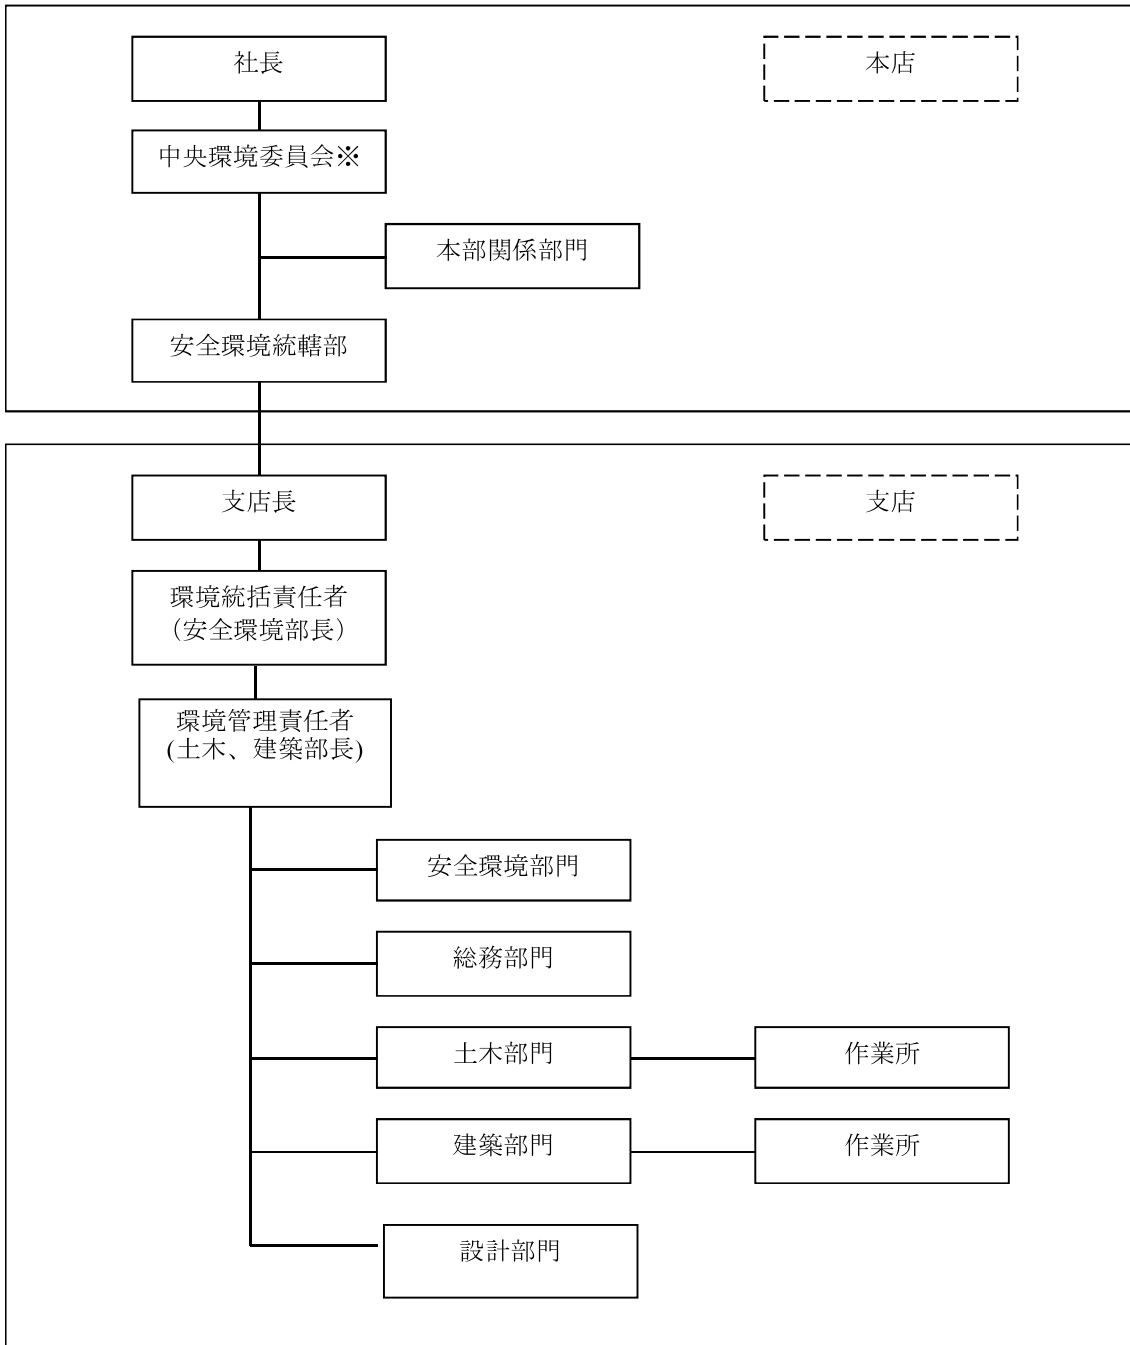 社長
本店
中央環境委員会※
本部関係部門
安全環境統轄部
支店長
支店
環境統括責任者
（安全環境部長）
環境管理責任者
(土木、建築部長)
安全環境部門
総務部門
土木部門
作業所
建築部門
作業所
設計部門